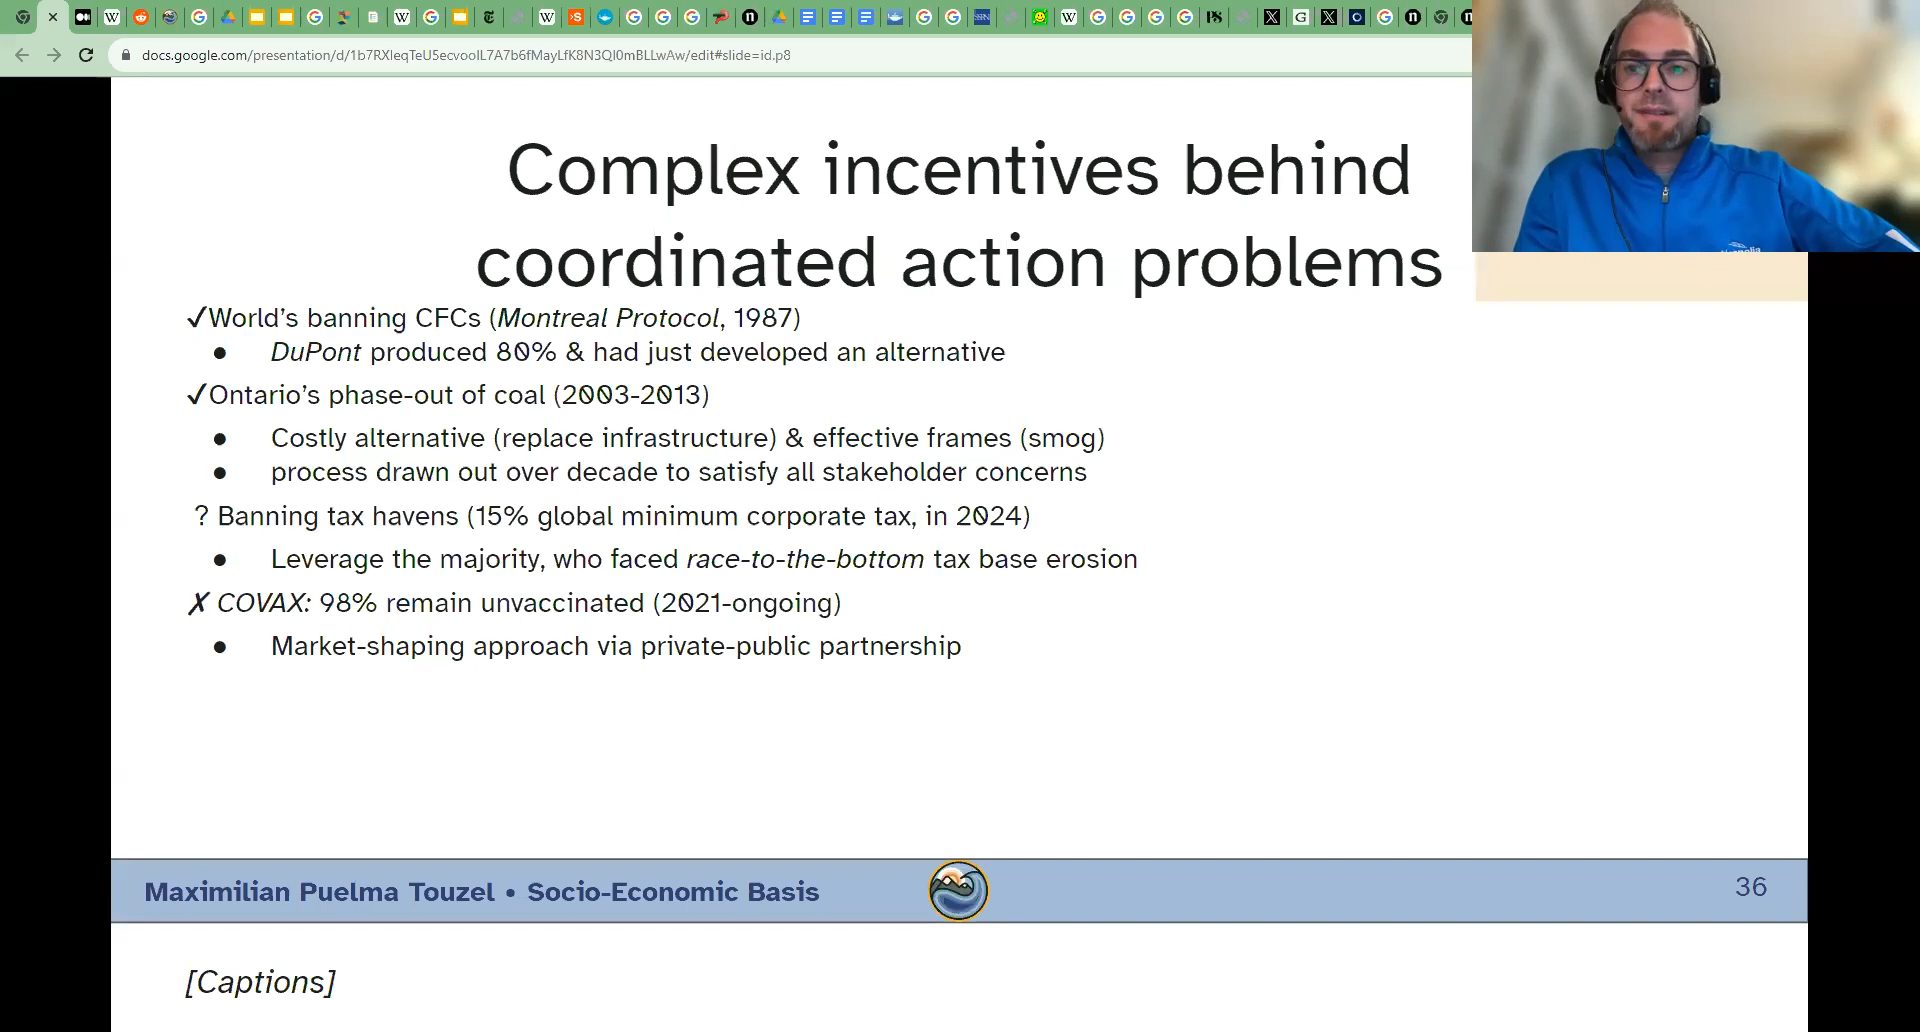 docs.google.com/presentation/d/1b7RXleqTeU5ecvooIL7A7b6fMayLfK8N3QI0mBLLwAw/edit#slide=id.p8
Complex incentives behind
coordinated action problems
✓World's banning CFCs (Montreal Protocol, 1987)
● DuPont produced 80% & had just developed an alternative
✓Ontario's phase-out of coal (2003-2013)
● Costly alternative (replace infrastructure) & effective frames (smog)
● process drawn out over decade to satisfy all stakeholder concerns
? Banning tax havens (15% global minimum corporate tax, in 2024)
● Leverage the majority, who faced race-to-the-bottom tax base erosion
✗ COVAX: 98% remain unvaccinated (2021-ongoing)
● Market-shaping approach via private-public partnership
Maximilian Puelma Touzel • Socio-Economic Basis
36
[Captions]